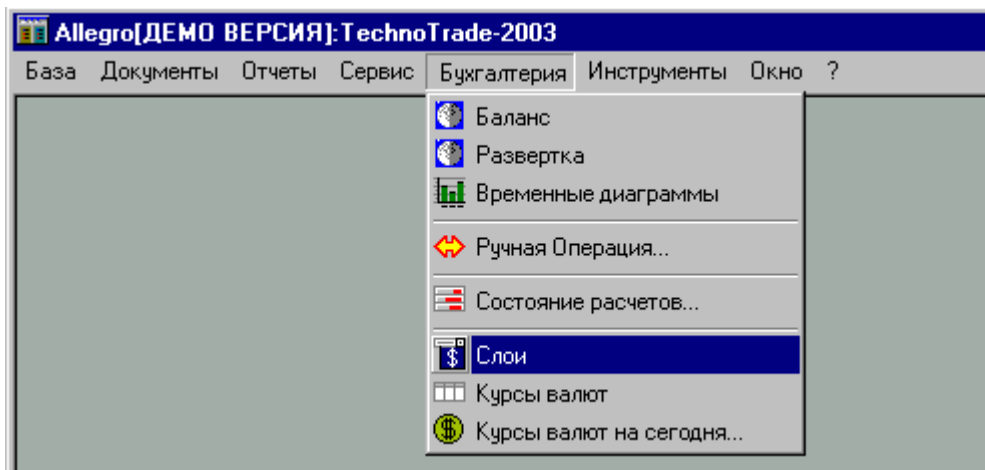 Allegro[ДЕМО ВЕРСИЯ]:TechnoTrade-2003
База Документы Отчеты Сервис Бухгалтерия Инструменты Окно ?
Баланс
Развертка
Временные диаграммы
Ручная Операция...
Состояние расчетов...
$ Слои
Курсы валют
$ Курсы валют на сегодня...